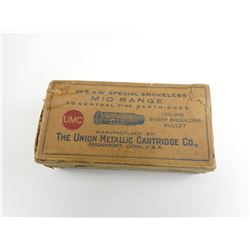 38 S. & W. SPECIAL SMOKELESS
MID RANGE
50 CENTRAL FIRE CARTRIDGES
UMC
120 GRS.
SHARP SHOULDER
BULLET
MANUFACTURED BY
THE UNION METALLIC CARTRIDGE CO.,
BRIDGEPORT, CONN., U.S.A.